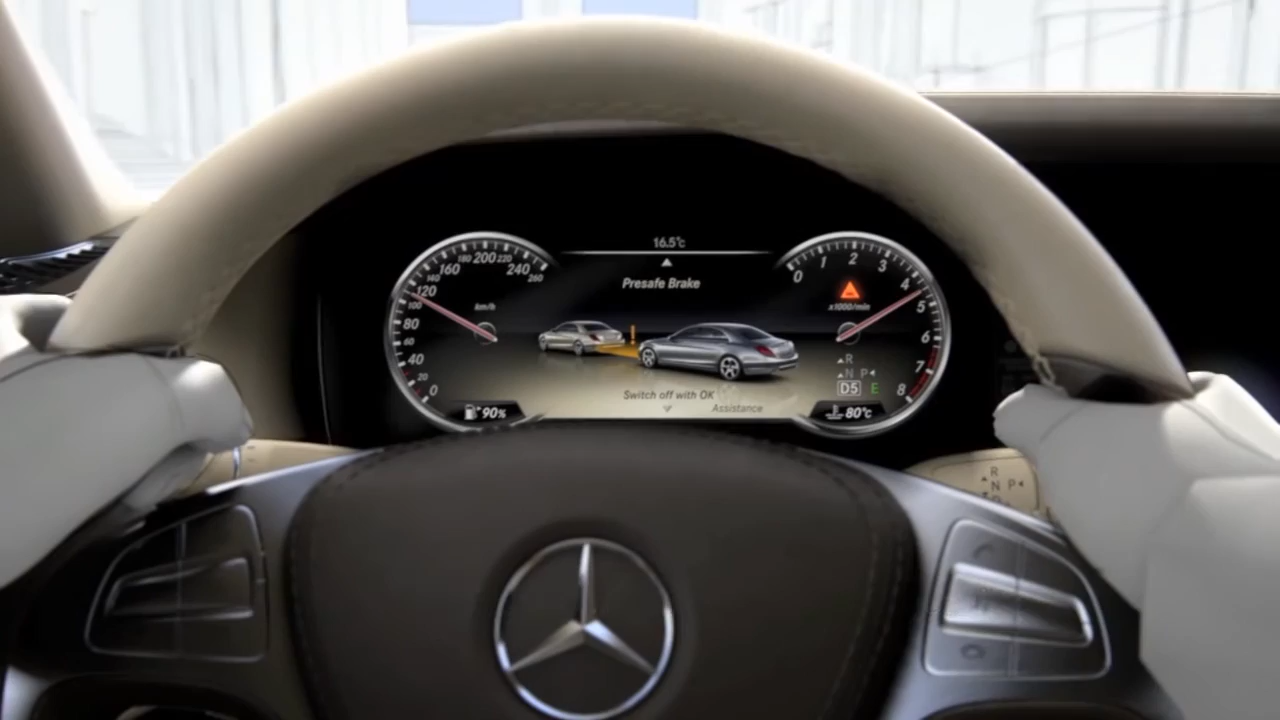 16.5°c
Presafe Brake
0 20 40 60 80 100 120 140 160 180 200 220 240 260
km/h
0 1 2 3 4 5 6 7 8
x1000/min
R
N P
D5 E
Switch off with OK
Assistance
90%
80°c
R
N P
D